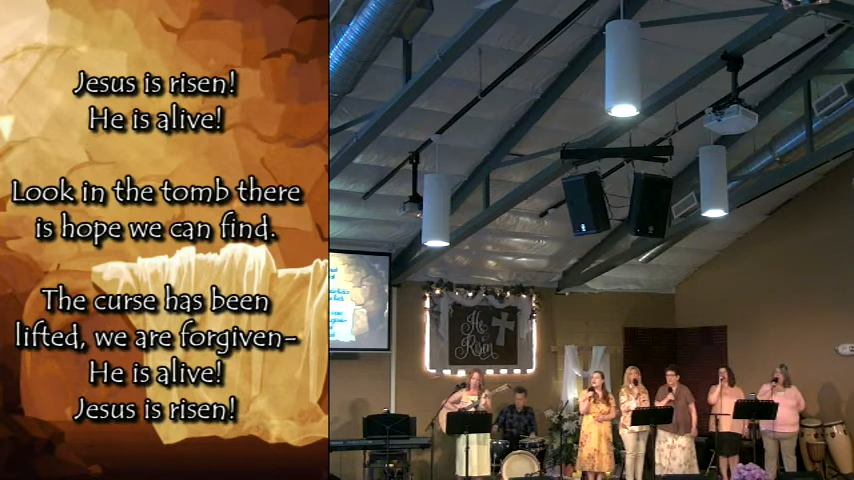 Jesus is risen!
He is alive!
Look in the tomb there
is hope we can find.
The curse has been
lifted, we are forgiven-
He is alive!
Jesus is risen!
He
is
Risen